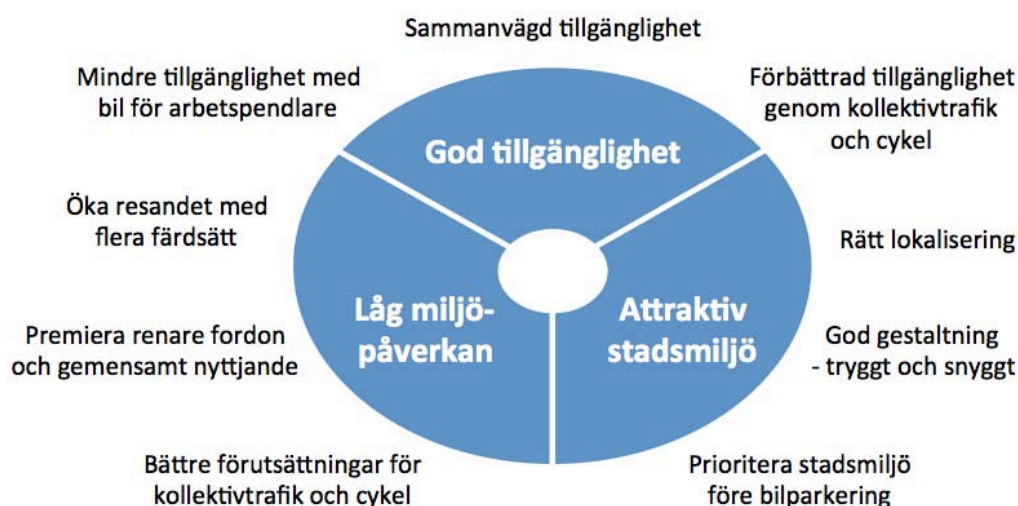 Sammanvägd tillgänglighet
Mindre tillgänglighet med
bil för arbetspendlare
Förbättrad tillgänglighet
genom kollektivtrafik
och cykel
God tillgänglighet
Öka resandet med
flera färdsätt
Rätt lokalisering
Låg miljö-
påverkan
Attraktiv
stadsmiljö
Premiera renare fordon
och gemensamt nyttjande
God gestaltning
- tryggt och snyggt
Bättre förutsättningar för
kollektivtrafik och cykel
Prioritera stadsmiljö
före bilparkering